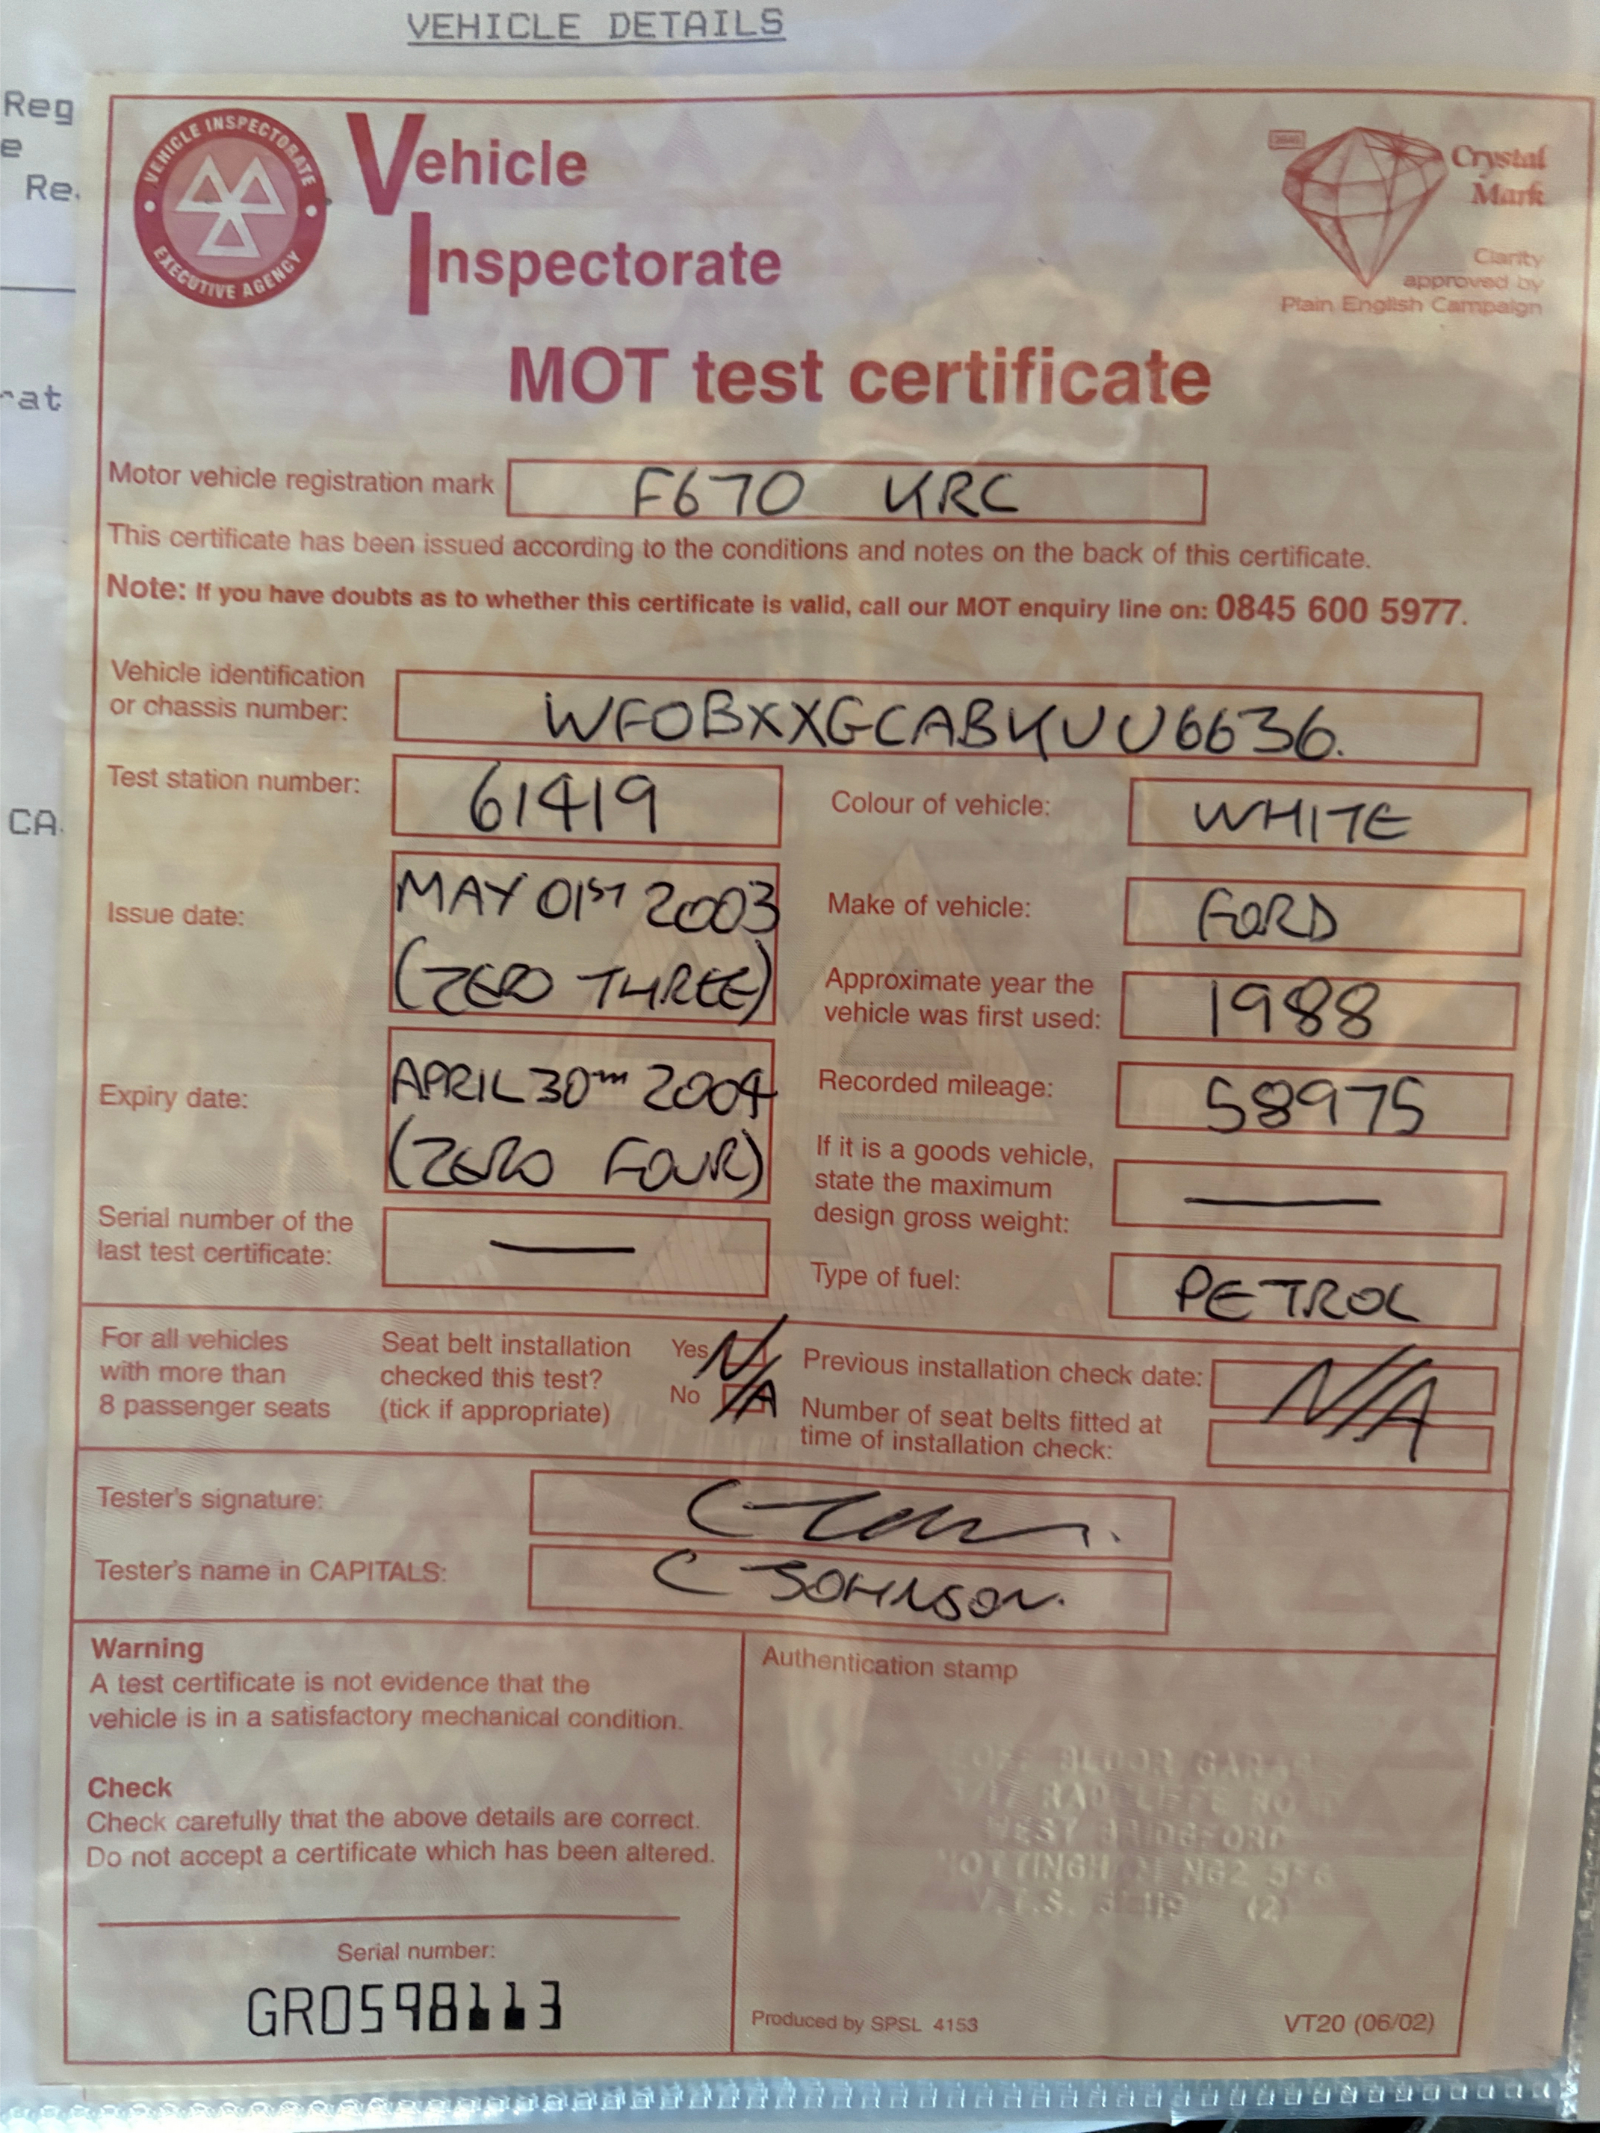 VEHICLE DETAILS
Reg
e
Re.
rat
CA.
VEHICLE INSPECTORATE
EXECUTIVE AGENCY
Vehicle
Inspectorate
Crystal
Mark
Clarity
approved by
Plain English Campaign
MOT test certificate
Motor vehicle registration mark F670 KRC
This certificate has been issued according to the conditions and notes on the back of this certificate.
Note: If you have doubts as to whether this certificate is valid, call our MOT enquiry line on: 0845 600 5977.
Vehicle identification
or chassis number: WFOBXXGCABKUU6636.
Test station number: 61419
Colour of vehicle: WHITE
Issue date: MAY 01ST 2003
(ZERO THREE)
Make of vehicle: FORD
Approximate year the
vehicle was first used: 1988
Expiry date: APRIL 30TH 2004
(ZERO FOUR)
Recorded mileage: 58975
If it is a goods vehicle,
state the maximum
design gross weight: —
Serial number of the
last test certificate: —
Type of fuel: PETROL
For all vehicles
with more than
8 passenger seats
Seat belt installation
checked this test?
(tick if appropriate)
Yes
No
N/A
Previous installation check date:
Number of seat belts fitted at
time of installation check:
N/A
Tester's signature:
Tester's name in CAPITALS: C JOHNSON.
Warning
A test certificate is not evidence that the
vehicle is in a satisfactory mechanical condition.
Check
Check carefully that the above details are correct.
Do not accept a certificate which has been altered.
Serial number:
GR0598113
Authentication stamp
BLOOR
WEST BRIDGFORD
NOTTINGHAM NG2
V.T.S. (2)
Produced by SPSL 4153
VT20 (06/02)